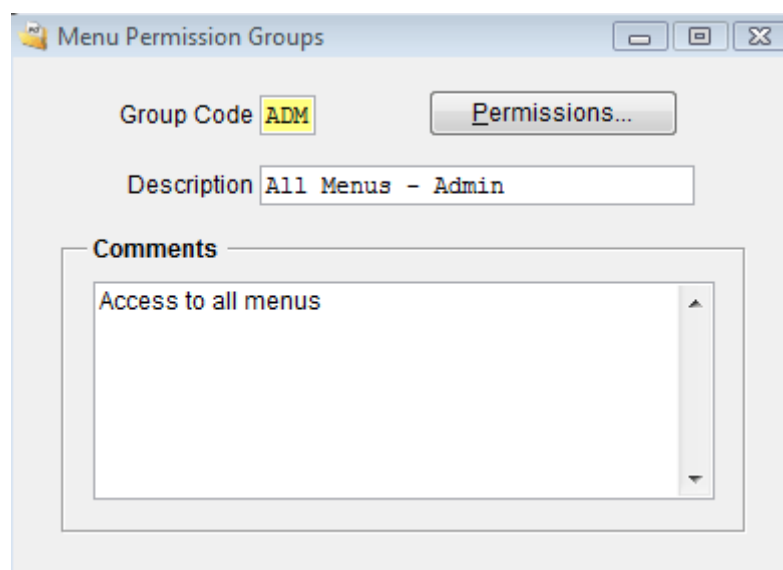 Menu Permission Groups
Group Code ADM Permissions...
Description All Menus - Admin
Comments
Access to all menus